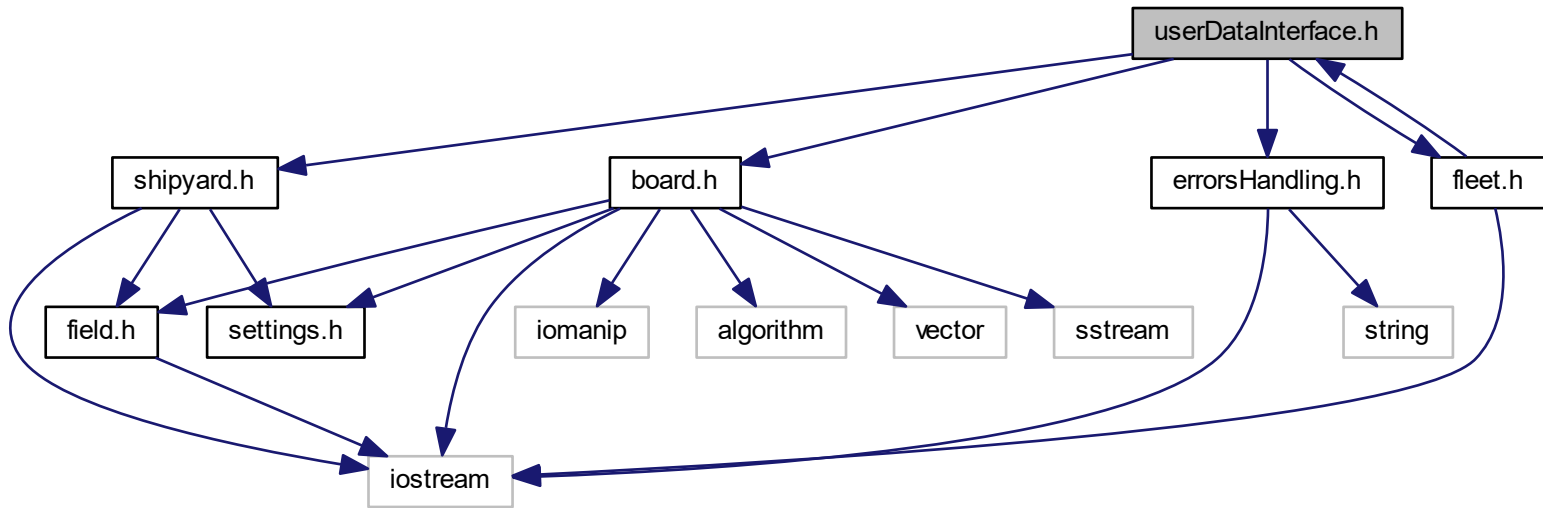 userDataInterface.h
shipyard.h
board.h
errorsHandling.h
fleet.h
field.h
settings.h
iomanip
algorithm
vector
sstream
string
iostream